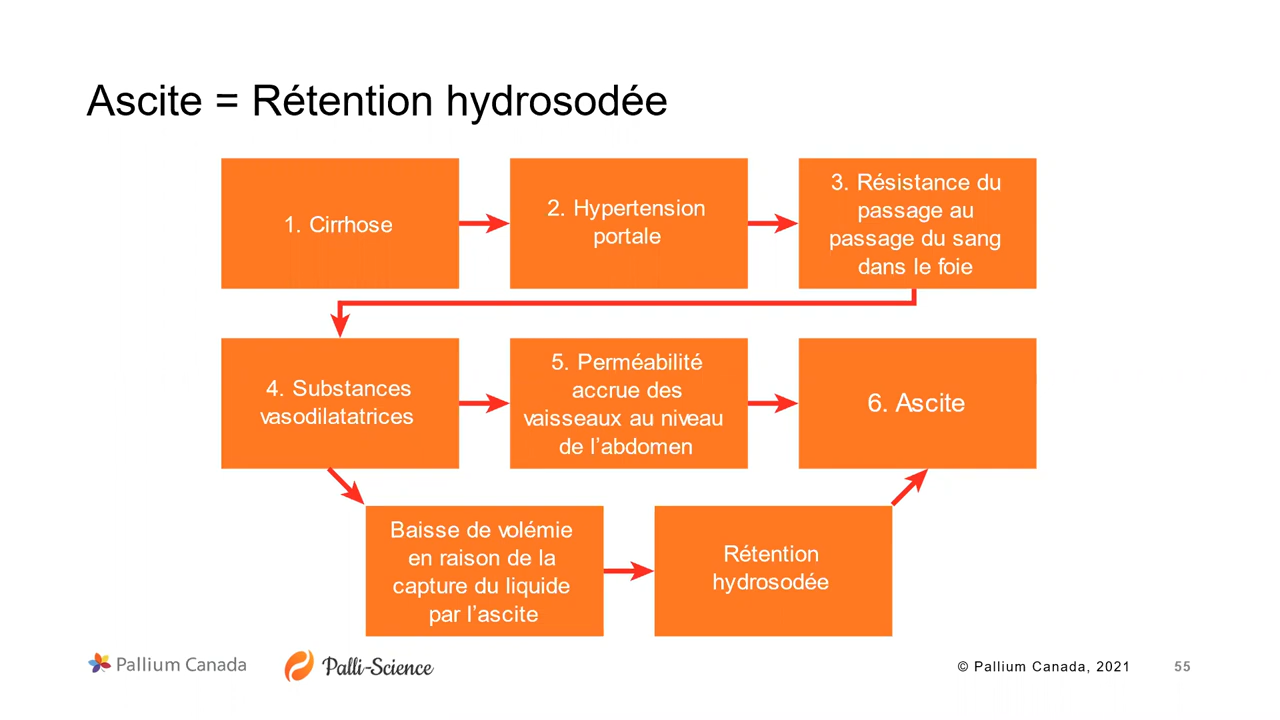 Ascite = Rétention hydrosodée
1. Cirrhose
2. Hypertension
portale
3. Résistance du
passage au
passage du sang
dans le foie
4. Substances
vasodilatatrices
5. Perméabilité
accrue des
vaisseaux au niveau
de l'abdomen
6. Ascite
Baisse de volémie
en raison de la
capture du liquide
par l'ascite
Rétention
hydrosodée
Pallium Canada
Palli-Science
© Pallium Canada, 2021
55